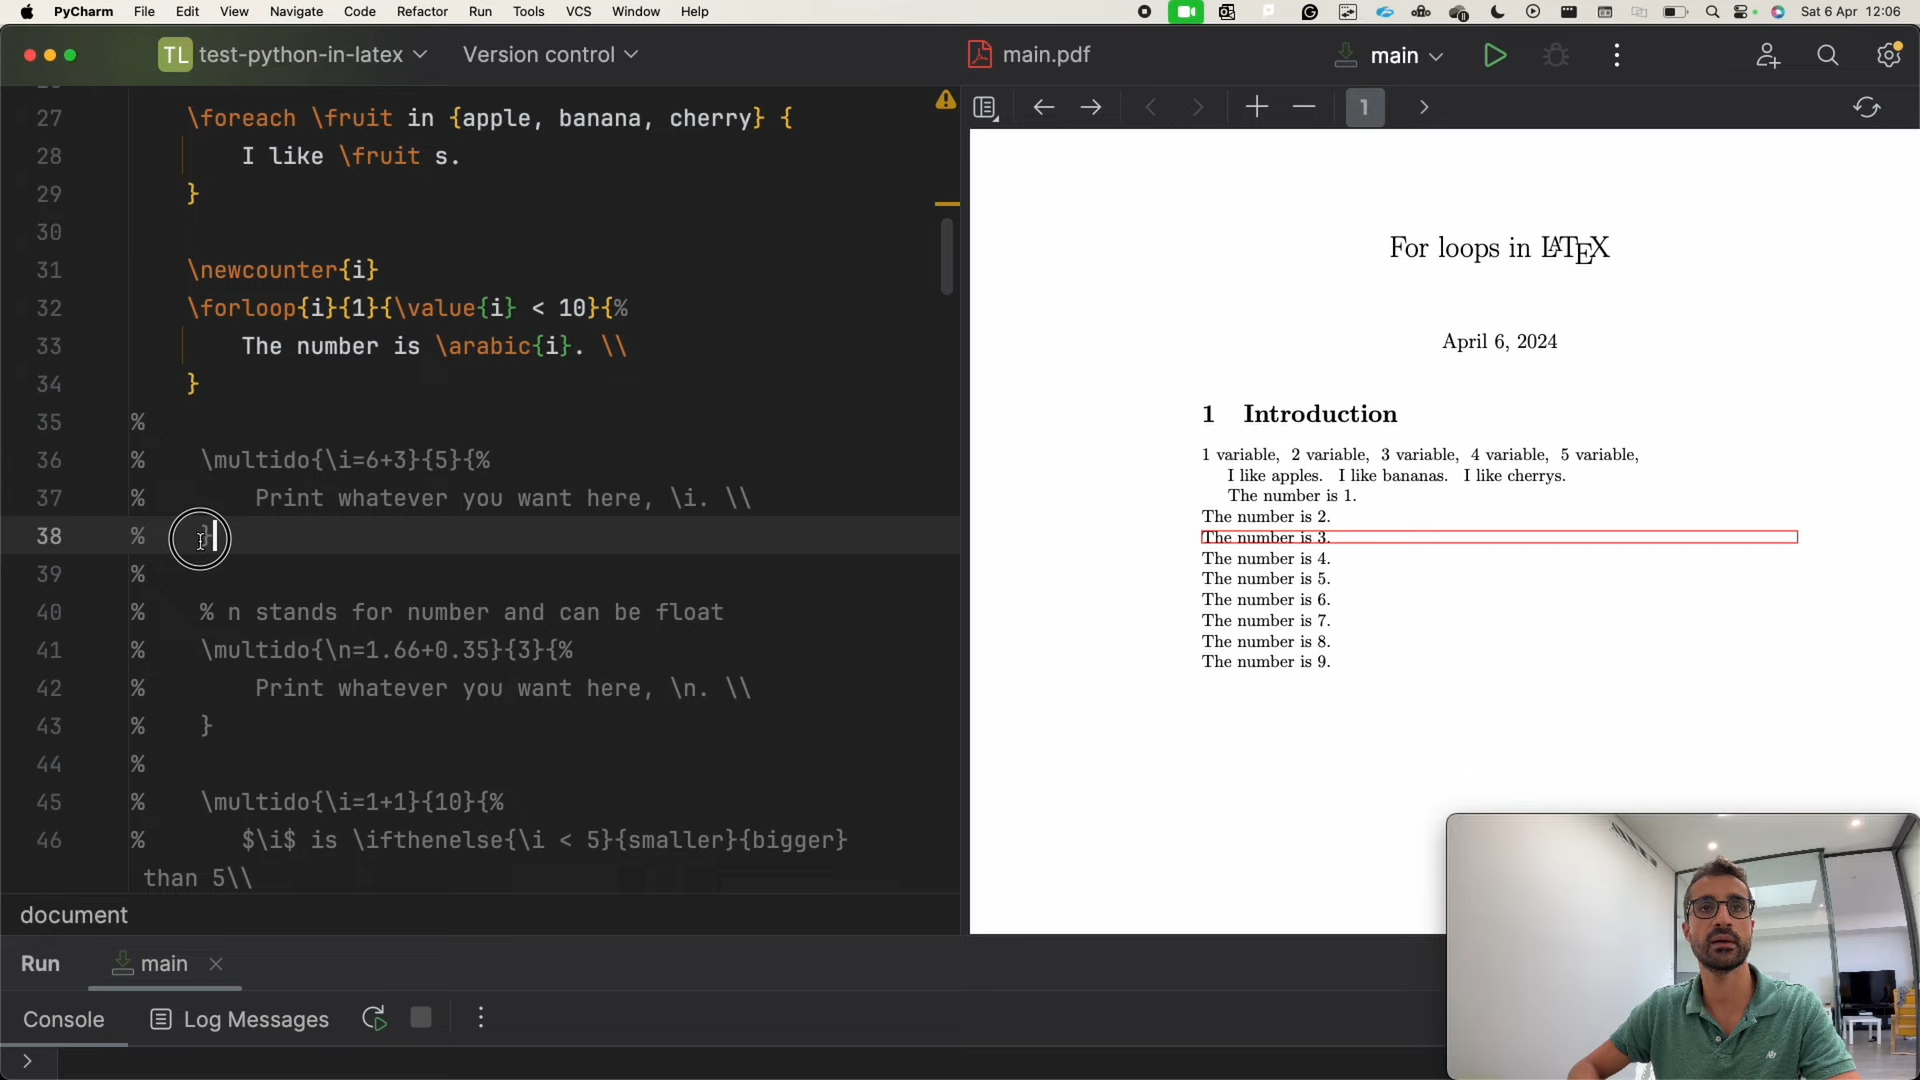 PyCharm File Edit View Navigate Code Refactor Run Tools VCS Window Help Sat 6 Apr 12:06
TL test-python-in-latex Version control main.pdf main
27 \foreach \fruit in {apple, banana, cherry} {
28 I like \fruit s.
29 }
30
31 \newcounter{i}
32 \forloop{i}{1}{\value{i} < 10}{%
33 The number is \arabic{i}. \\
34 }
35 %
36 % \multido{\i=6+3}{5}{%
37 % Print whatever you want here, \i. \\
38 % }
39 %
40 % % n stands for number and can be float
41 % \multido{\n=1.66+0.35}{3}{%
42 % Print whatever you want here, \n. \\
43 % }
44 %
45 % \multido{\i=1+1}{10}{%
46 % $\i$ is \ifthenelse{\i < 5}{smaller}{bigger}
than 5\\
document
Run main
Console Log Messages
1
For loops in LATEX
April 6, 2024
1 Introduction
1 variable, 2 variable, 3 variable, 4 variable, 5 variable,
I like apples. I like bananas. I like cherrys.
The number is 1.
The number is 2.
The number is 3.
The number is 4.
The number is 5.
The number is 6.
The number is 7.
The number is 8.
The number is 9.